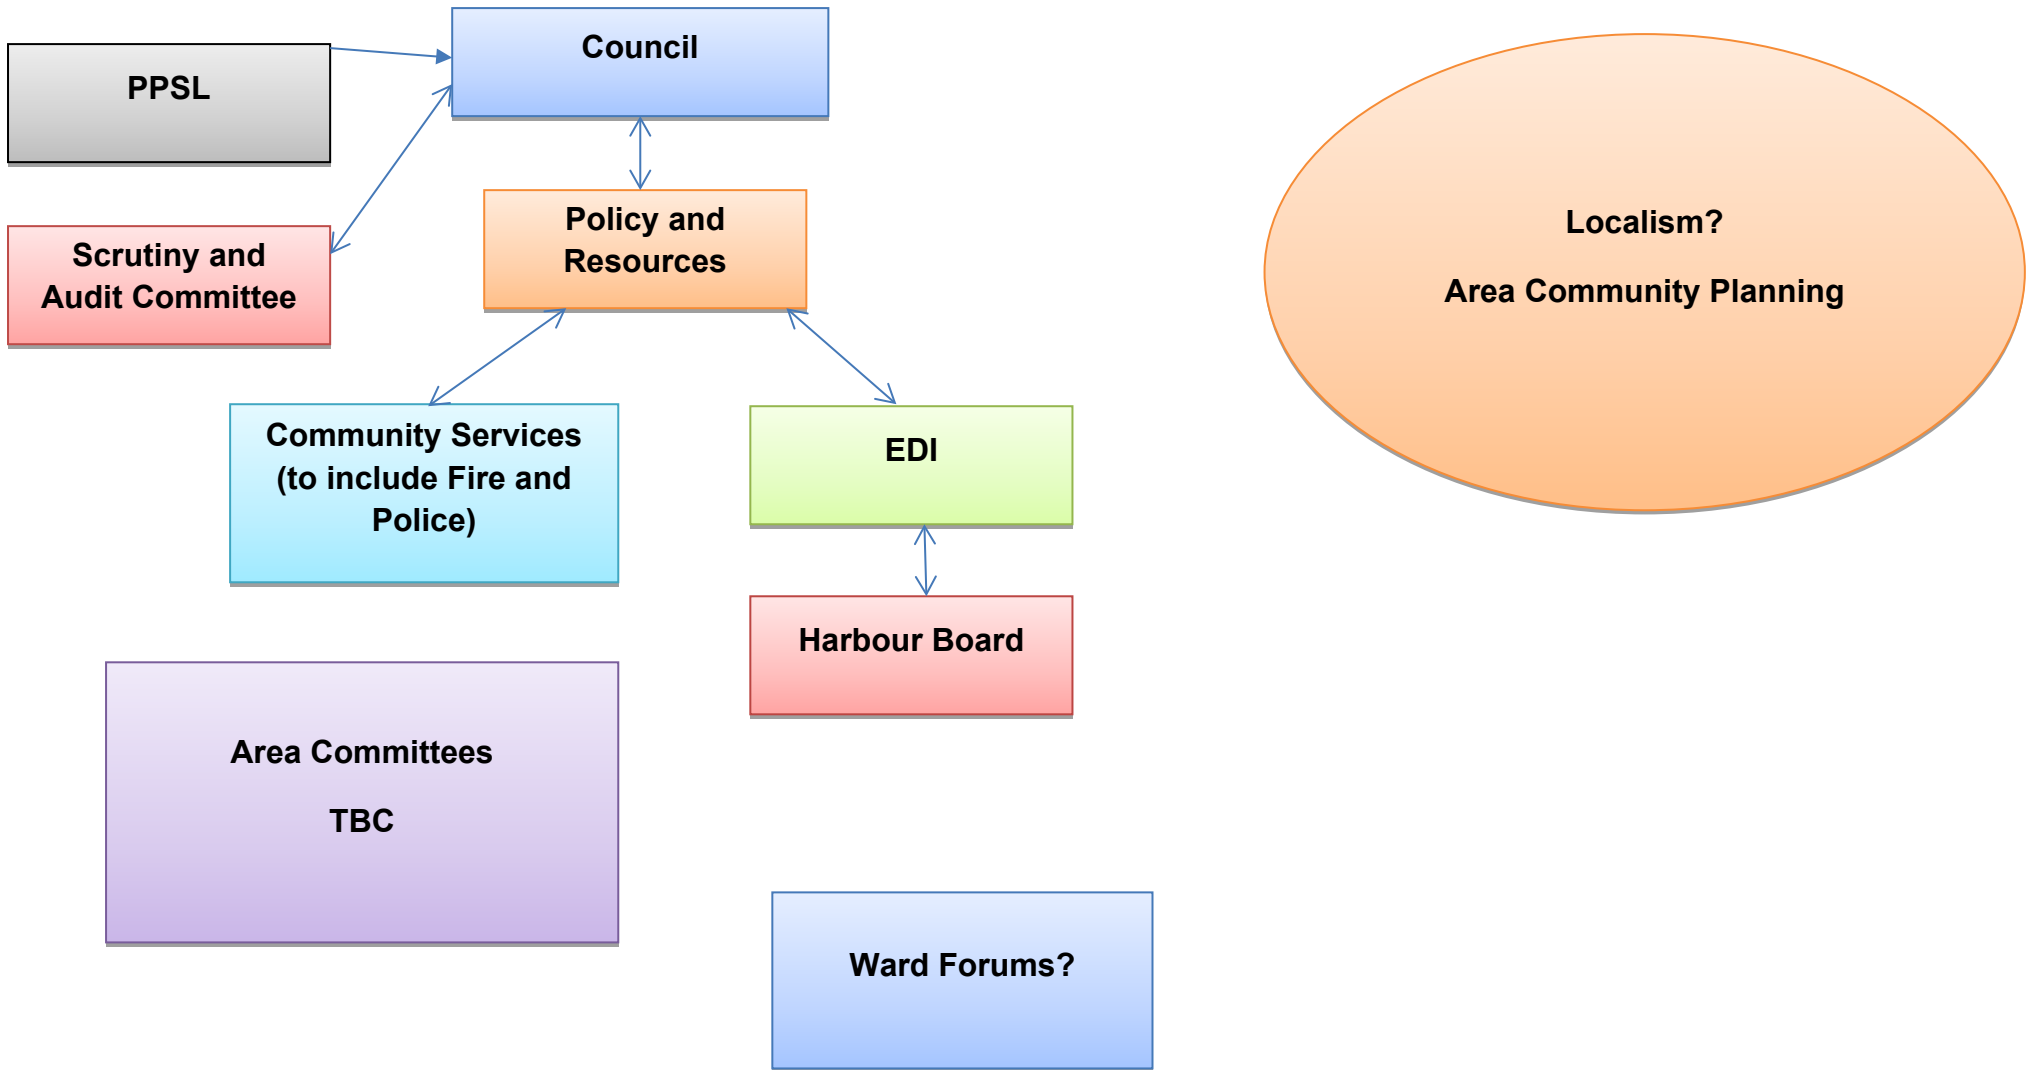 Council
PPSL
Policy and
Resources
Scrutiny and
Audit Committee
Localism?
Area Community Planning
Community Services
(to include Fire and
Police)
EDI
Harbour Board
Area Committees
TBC
Ward Forums?